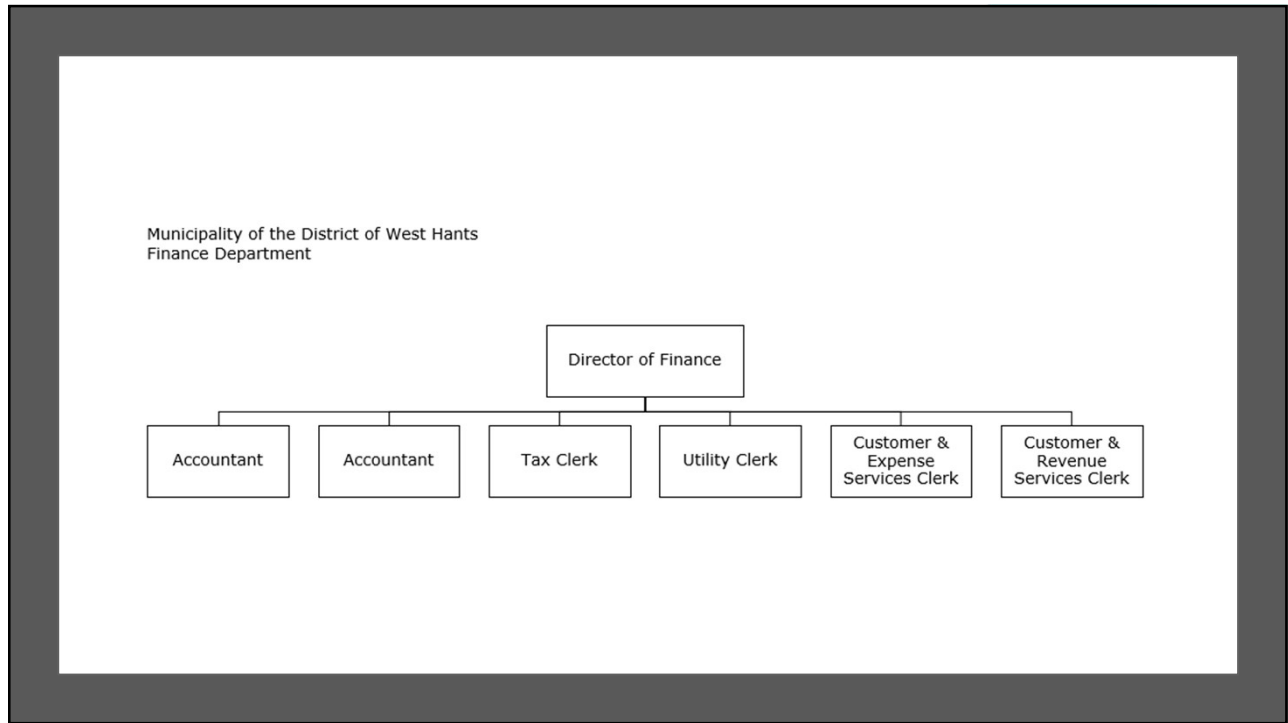 Municipality of the District of West Hants
Finance Department
Director of Finance
Accountant
Accountant
Tax Clerk
Utility Clerk
Customer &
Expense
Services Clerk
Customer &
Revenue
Services Clerk